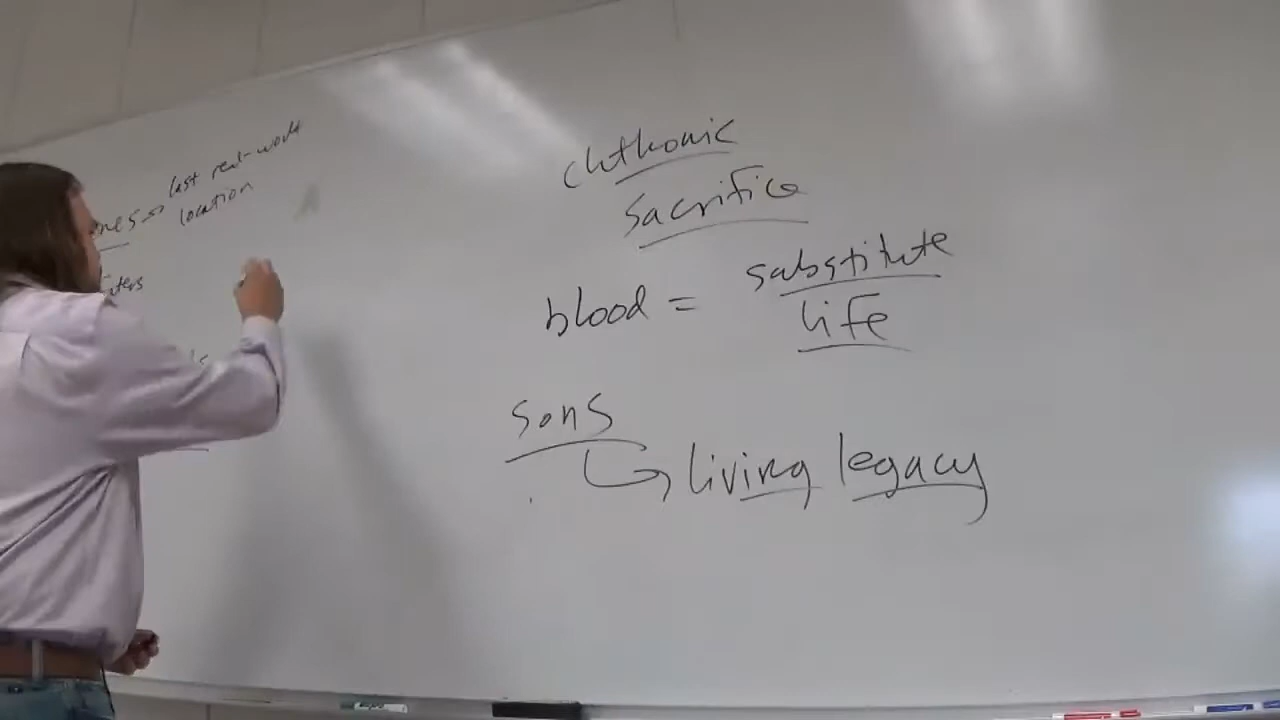 last real-world
location
chthonic
sacrifice
blood = substitute
life
sons
living legacy